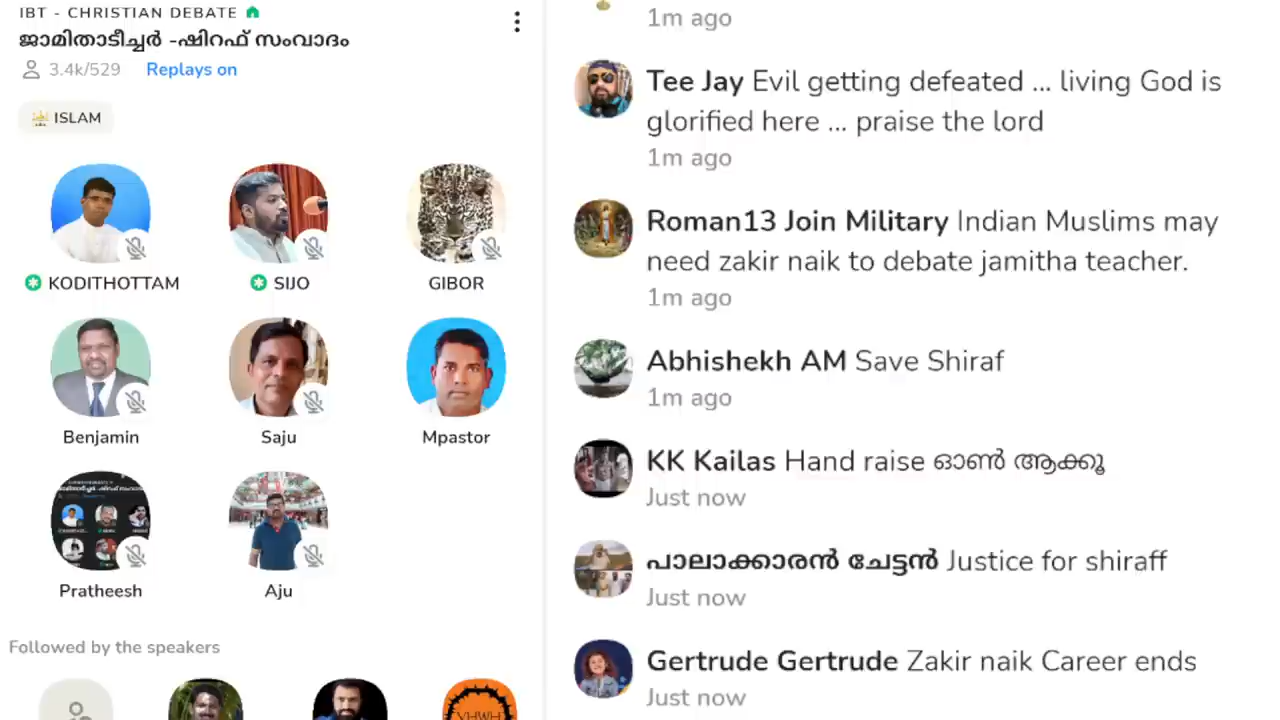 IBT - CHRISTIAN DEBATE
ജാമിതാടീച്ചർ -ഷിറഫ് സംവാദം
3.4k/529 Replays on
ISLAM
KODITHOTTAM
SIJO
GIBOR
Benjamin
Saju
Mpastor
Pratheesh
Aju
Followed by the speakers
YHWH
1m ago
Tee Jay Evil getting defeated ... living God is
glorified here ... praise the lord
1m ago
Roman13 Join Military Indian Muslims may
need zakir naik to debate jamitha teacher.
1m ago
Abhishekh AM Save Shiraf
1m ago
KK Kailas Hand raise ഓൺ ആക്കൂ
Just now
പാലാക്കാരൻ ചേട്ടൻ Justice for shiraff
Just now
Gertrude Gertrude Zakir naik Career ends
Just now